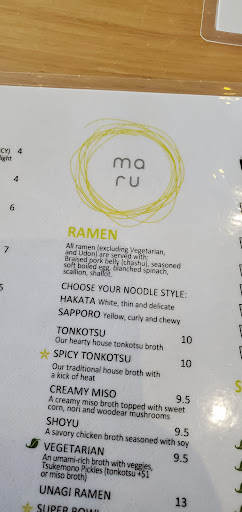 ma
ru
RAMEN
All ramen (excluding Vegetarian,
and Udon) are served with:
Braised pork belly (chashu), seasoned
soft boiled egg, blanched spinach,
scallion, shallot.
CHOOSE YOUR NOODLE STYLE:
HAKATA White, thin and delicate
SAPPORO Yellow, curly and chewy
TONKOTSU 10
Our hearty house tonkotsu broth
SPICY TONKOTSU 10
Our traditional house broth with
a kick of heat
CREAMY MISO 9.5
A creamy miso broth topped with sweet
corn, nori and woodear mushrooms
SHOYU 9.5
A savory chicken broth seasoned with soy
VEGETARIAN 9.5
An umami-rich broth with veggies,
Tsukemono Pickles (tonkotsu +$1
or miso broth)
UNAGI RAMEN 13
SUPER BOWL
4
4
6
7
5